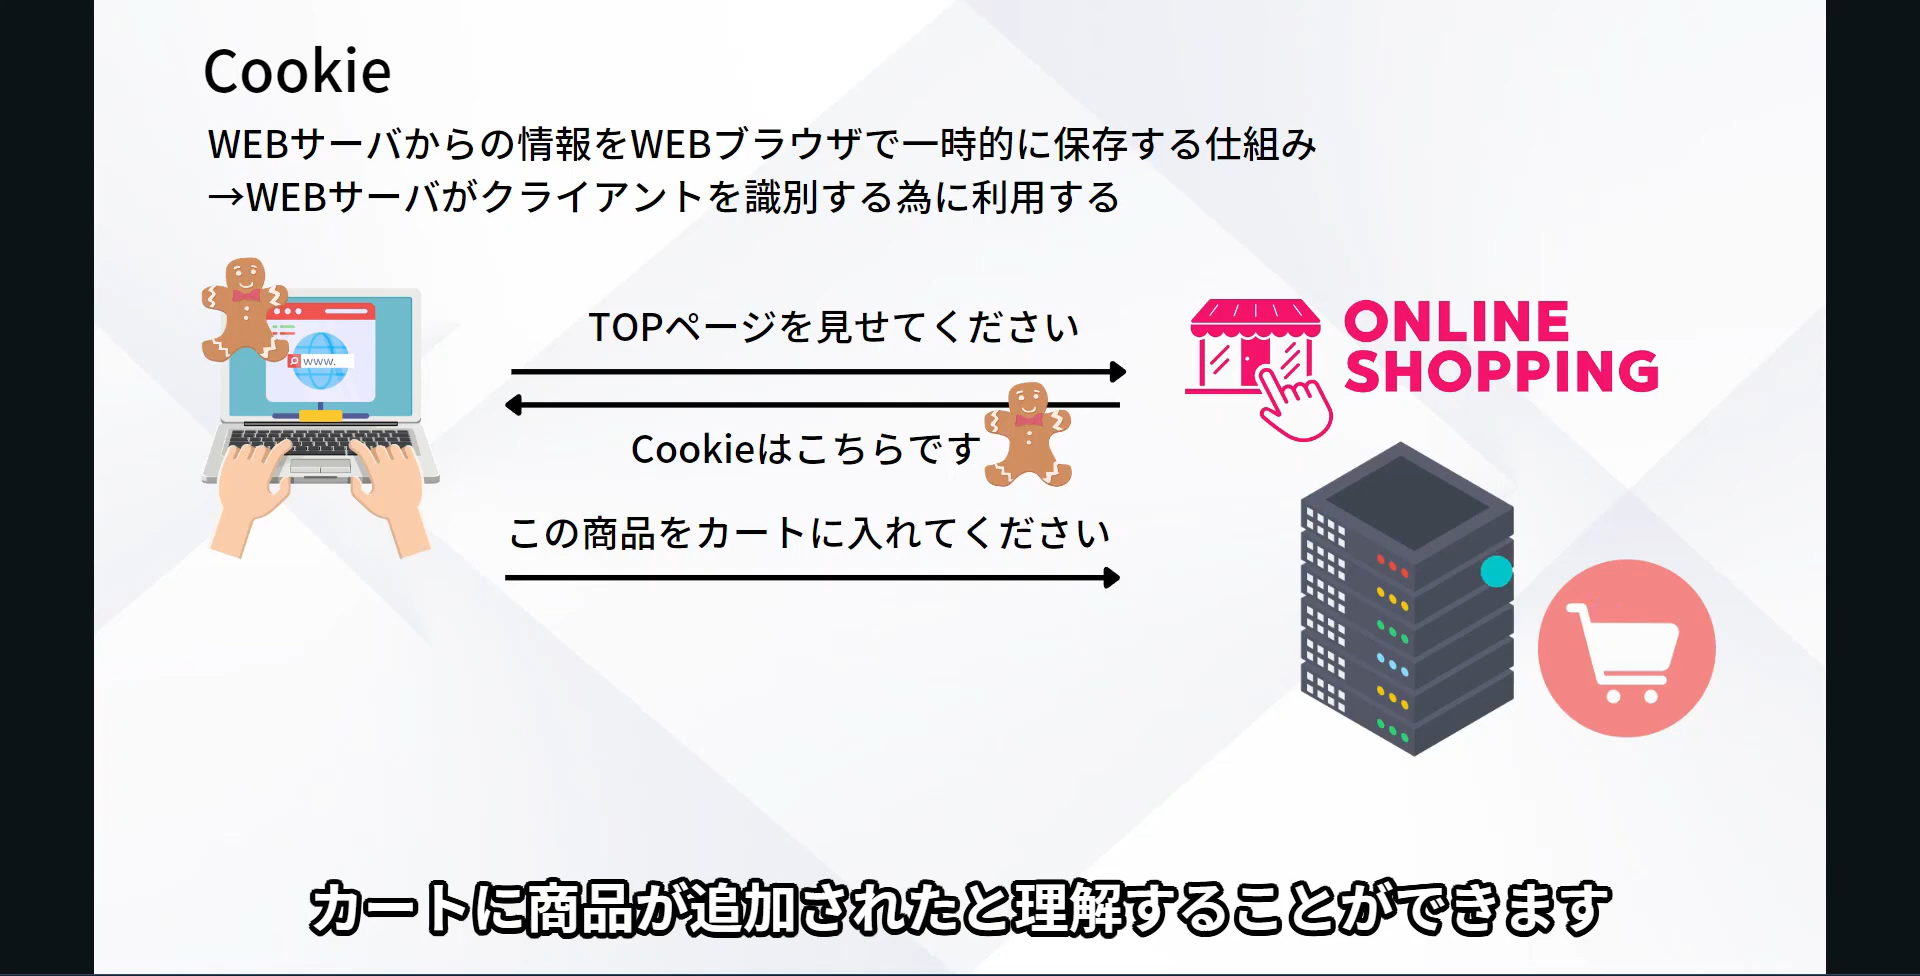 Cookie
WEBサーバからの情報をWEBブラウザで一時的に保存する仕組み
→WEBサーバがクライアントを識別する為に利用する
TOPページを見せてください
ONLINE
SHOPPING
www.
Cookieはこちらです
この商品をカートに入れてください
カートに商品が追加されたと理解することができます